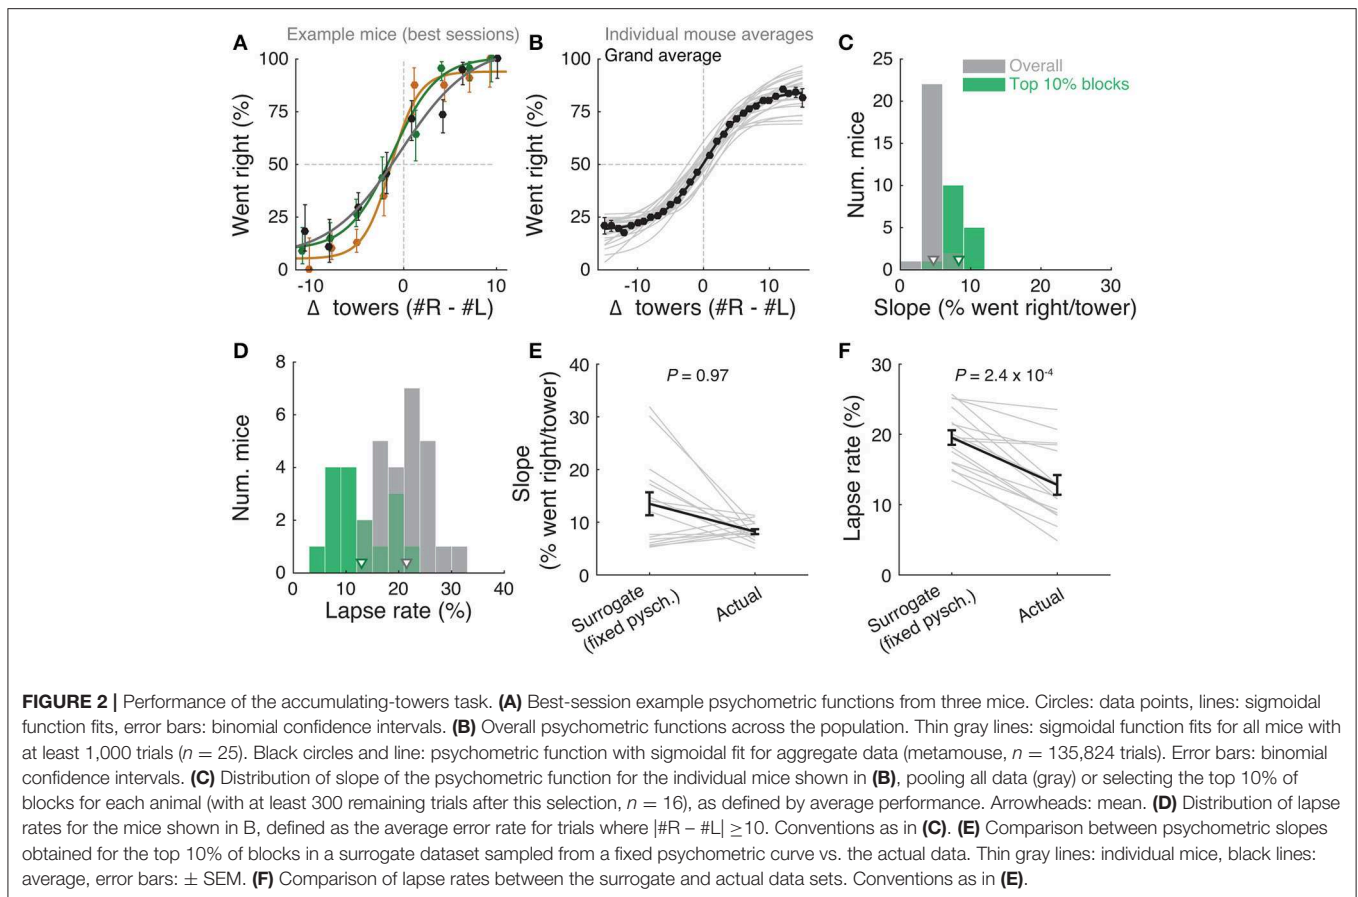 A
Example mice (best sessions)
Went right (%)
100
75
50
25
0
-10
0
10
Δ towers (#R - #L)
B
Individual mouse averages
Grand average
Went right (%)
100
75
50
25
0
-10
0
10
Δ towers (#R - #L)
C
Overall
Top 10% blocks
Num. mice
25
20
15
10
5
0
0
10
20
30
Slope (% went right/tower)
D
Num. mice
8
6
4
2
0
0
10
20
30
40
Lapse rate (%)
E
P = 0.97
Slope
(% went right/tower)
40
30
20
10
0
Surrogate
(fixed pysch.)
Actual
F
P = 2.4 x 10-4
Lapse rate (%)
30
20
10
0
Surrogate
(fixed pysch.)
Actual
FIGURE 2 | Performance of the accumulating-towers task. (A) Best-session example psychometric functions from three mice. Circles: data points, lines: sigmoidal
function fits, error bars: binomial confidence intervals. (B) Overall psychometric functions across the population. Thin gray lines: sigmoidal function fits for all mice with
at least 1,000 trials (n = 25). Black circles and line: psychometric function with sigmoidal fit for aggregate data (metamouse, n = 135,824 trials). Error bars: binomial
confidence intervals. (C) Distribution of slope of the psychometric function for the individual mice shown in (B), pooling all data (gray) or selecting the top 10% of
blocks for each animal (with at least 300 remaining trials after this selection, n = 16), as defined by average performance. Arrowheads: mean. (D) Distribution of lapse
rates for the mice shown in B, defined as the average error rate for trials where |#R – #L| ≥10. Conventions as in (C). (E) Comparison between psychometric slopes
obtained for the top 10% of blocks in a surrogate dataset sampled from a fixed psychometric curve vs. the actual data. Thin gray lines: individual mice, black lines:
average, error bars: ± SEM. (F) Comparison of lapse rates between the surrogate and actual data sets. Conventions as in (E).